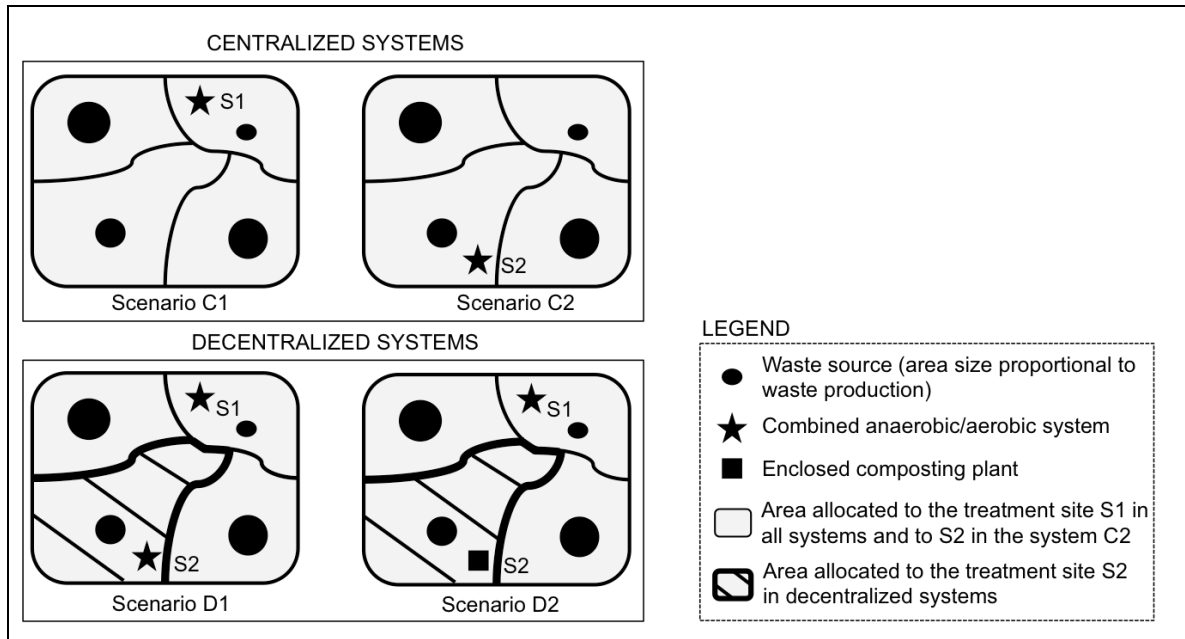 CENTRALIZED SYSTEMS
S1
Scenario C1
S2
Scenario C2
DECENTRALIZED SYSTEMS
S1
S2
Scenario D1
S1
S2
Scenario D2
LEGEND
Waste source (area size proportional to
waste production)
Combined anaerobic/aerobic system
Enclosed composting plant
Area allocated to the treatment site S1 in
all systems and to S2 in the system C2
Area allocated to the treatment site S2
in decentralized systems